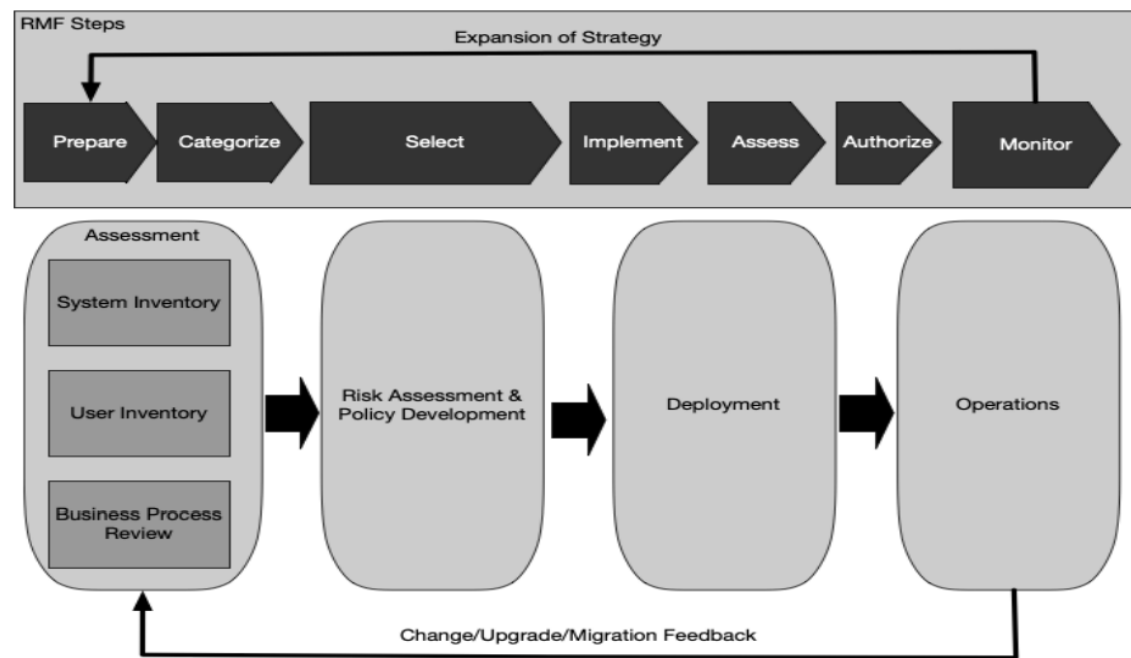 RMF Steps
Expansion of Strategy
Prepare
Categorize
Select
Implement
Assess
Authorize
Monitor
Assessment
System Inventory
User Inventory
Business Process
Review
Risk Assessment &
Policy Development
Deployment
Operations
Change/Upgrade/Migration Feedback